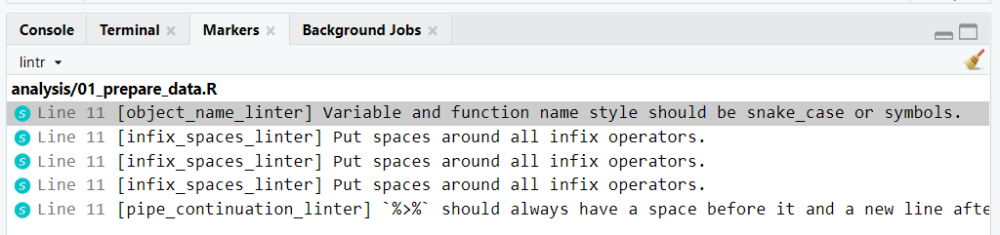 Console Terminal Markers Background Jobs
lintr
analysis/01_prepare_data.R
S Line 11 [object_name_linter] Variable and function name style should be snake_case or symbols.
S Line 11 [infix_spaces_linter] Put spaces around all infix operators.
S Line 11 [infix_spaces_linter] Put spaces around all infix operators.
S Line 11 [infix_spaces_linter] Put spaces around all infix operators.
S Line 11 [pipe_continuation_linter] `%>%` should always have a space before it and a new line afte